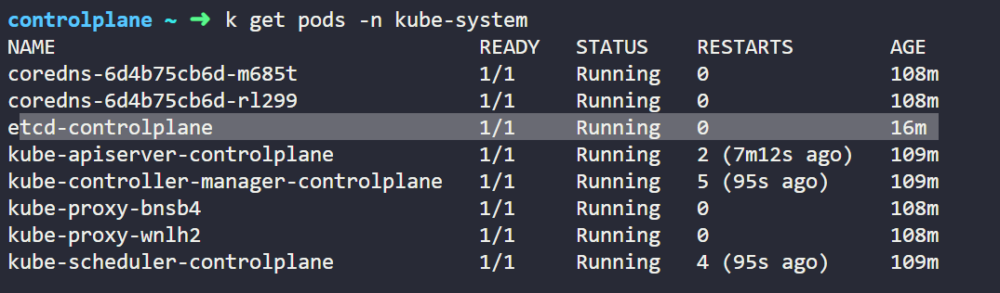 controlplane ~ ➜ k get pods -n kube-system
NAME READY STATUS RESTARTS AGE
coredns-6d4b75cb6d-m685t 1/1 Running 0 108m
coredns-6d4b75cb6d-rl299 1/1 Running 0 108m
etcd-controlplane 1/1 Running 0 16m
kube-apiserver-controlplane 1/1 Running 2 (7m12s ago) 109m
kube-controller-manager-controlplane 1/1 Running 5 (95s ago) 109m
kube-proxy-bnsb4 1/1 Running 0 108m
kube-proxy-wnlh2 1/1 Running 0 108m
kube-scheduler-controlplane 1/1 Running 4 (95s ago) 109m